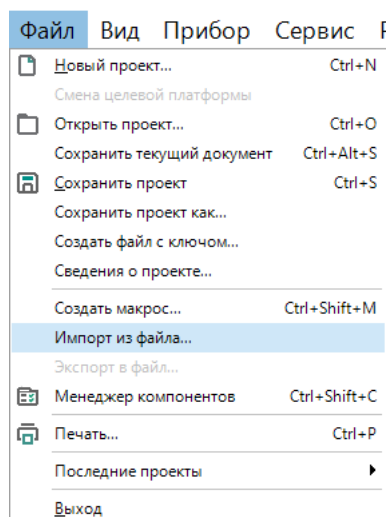 Файл Вид Прибор Сервис
Новый проект... Ctrl+N
Смена целевой платформы
Открыть проект... Ctrl+O
Сохранить текущий документ Ctrl+Alt+S
Сохранить проект Ctrl+S
Сохранить проект как...
Создать файл с ключом...
Сведения о проекте...
Создать макрос... Ctrl+Shift+M
Импорт из файла...
Экспорт в файл...
Менеджер компонентов Ctrl+Shift+C
Печать... Ctrl+P
Последние проекты
Выход